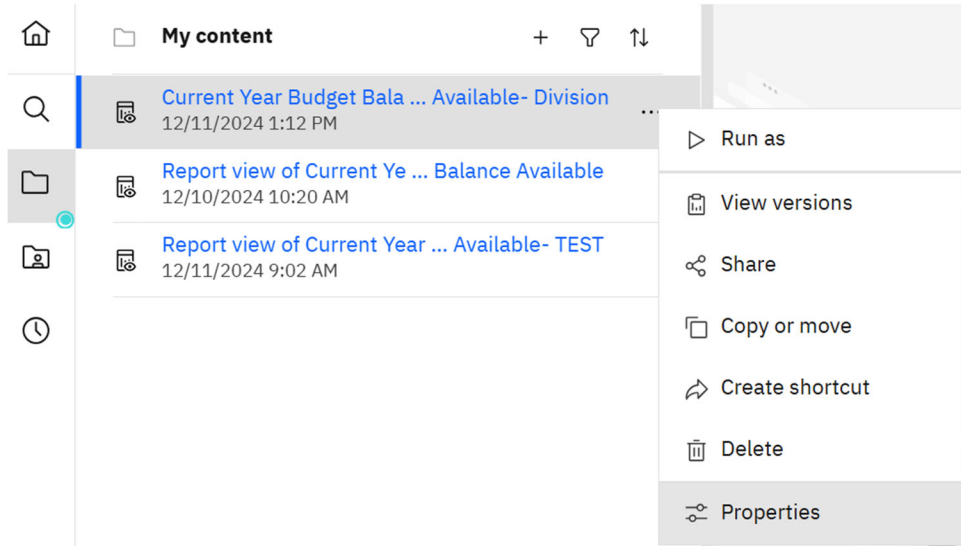 My content
Current Year Budget Bala ... Available- Division
12/11/2024 1:12 PM
Report view of Current Ye ... Balance Available
12/10/2024 10:20 AM
Report view of Current Year ... Available- TEST
12/11/2024 9:02 AM
Run as
View versions
Share
Copy or move
Create shortcut
Delete
Properties